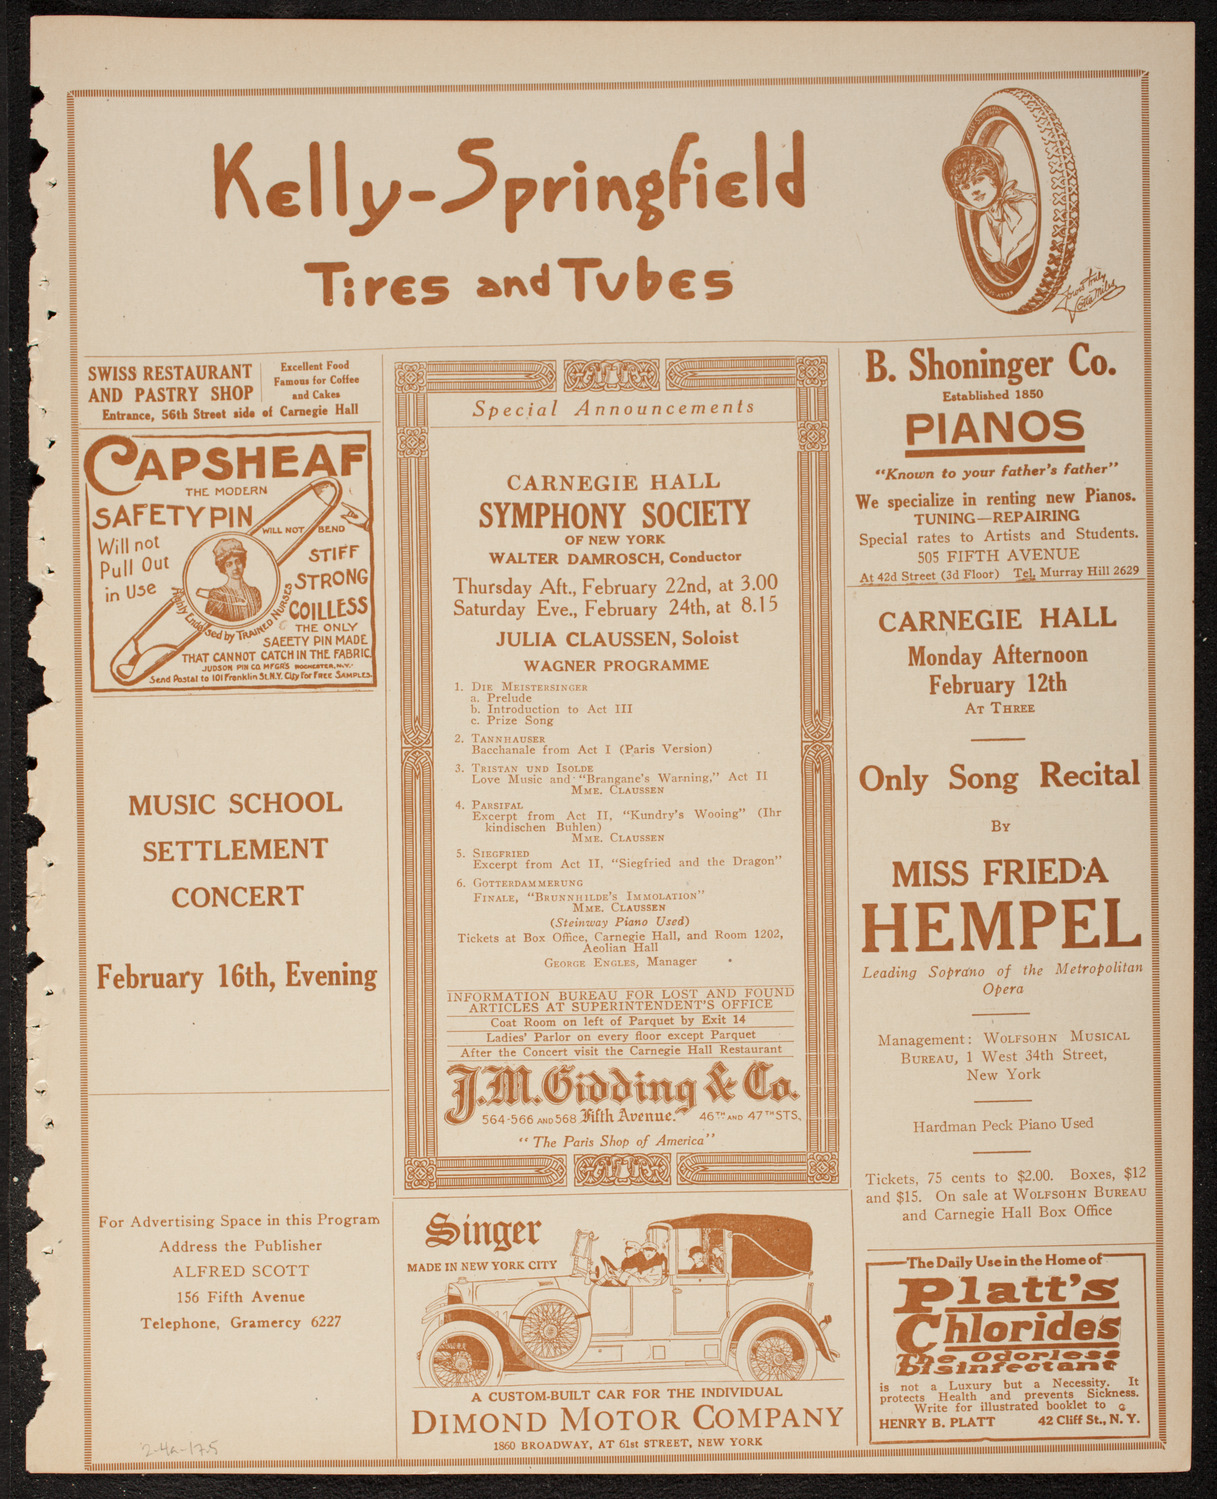 Kelly-Springfield
Tires and Tubes
SWISS RESTAURANT
AND PASTRY SHOP
Excellent Food
Famous for Coffee
and Cakes
Entrance, 56th Street side of Carnegie Hall
CAPSHEAF
THE MODERN
SAFETY PIN
WILL NOT BEND
Will not
Pull Out
in Use
STIFF
STRONG
COILLESS
Highly Endorsed by TRAINED NURSES
THE ONLY
SAFETY PIN MADE
THAT CANNOT CATCH IN THE FABRIC.
JUDSON PIN CO. MFGR'S ROCHESTER, N.Y.
Send Postal to 101 Franklin St. N.Y. City for FREE SAMPLES.
MUSIC SCHOOL
SETTLEMENT
CONCERT
February 16th, Evening
For Advertising Space in this Program
Address the Publisher
ALFRED SCOTT
156 Fifth Avenue
Telephone, Gramercy 6227
2-4a-17.5
Special Announcements
CARNEGIE HALL
SYMPHONY SOCIETY
OF NEW YORK
WALTER DAMROSCH, Conductor
Thursday Aft., February 22nd, at 3.00
Saturday Eve., February 24th, at 8.15
JULIA CLAUSSEN, Soloist
WAGNER PROGRAMME
1. DIE MEISTERSINGER
a. Prelude
b. Introduction to Act III
c. Prize Song
2. TANNHAUSER
Bacchanale from Act I (Paris Version)
3. TRISTAN UND ISOLDE
Love Music and "Brangane's Warning," Act II
MME. CLAUSSEN
4. PARSIFAL
Excerpt from Act II, "Kundry's Wooing" (Ihr
kindischen Buhlen)
MME. CLAUSSEN
5. SIEGFRIED
Excerpt from Act II, "Siegfried and the Dragon"
6. GOTTERDAMMERUNG
FINALE, "BRUNNHILDE'S IMMOLATION"
MME. CLAUSSEN
(Steinway Piano Used)
Tickets at Box Office, Carnegie Hall, and Room 1202,
Aeolian Hall
GEORGE ENGLES, Manager
INFORMATION BUREAU FOR LOST AND FOUND
ARTICLES AT SUPERINTENDENT'S OFFICE
Coat Room on left of Parquet by Exit 14
Ladies' Parlor on every floor except Parquet
After the Concert visit the Carnegie Hall Restaurant
J.M. Gidding & Co.
564-566 AND 568 Fifth Avenue. 46TH AND 47TH STS.
"The Paris Shop of America"
Singer
MADE IN NEW YORK CITY
A CUSTOM-BUILT CAR FOR THE INDIVIDUAL
DIMOND MOTOR COMPANY
1860 BROADWAY, AT 61st STREET, NEW YORK
B. Shoninger Co.
Established 1850
PIANOS
"Known to your father's father"
We specialize in renting new Pianos.
TUNING—REPAIRING
Special rates to Artists and Students.
505 FIFTH AVENUE
At 42d Street (3d Floor) Tel. Murray Hill 2629
CARNEGIE HALL
Monday Afternoon
February 12th
AT THREE
Only Song Recital
BY
MISS FRIEDA
HEMPEL
Leading Soprano of the Metropolitan
Opera
Management: WOLFSOHN MUSICAL
BUREAU, 1 West 34th Street,
New York
Hardman Peck Piano Used
Tickets, 75 cents to $2.00. Boxes, $12
and $15. On sale at WOLFSOHN BUREAU
and Carnegie Hall Box Office
The Daily Use in the Home of
Platt's
Chlorides
The Odorless
Disinfectant
is not a Luxury but a Necessity. It
protects Health and prevents Sickness.
Write for illustrated booklet to
HENRY B. PLATT 42 Cliff St., N. Y.